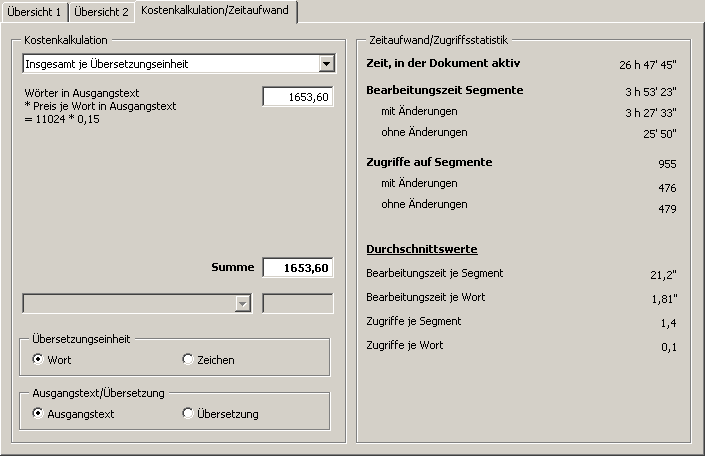 Übersicht 1
Übersicht 2
Kostenkalkulation/Zeitaufwand
Kostenkalkulation
Insgesamt je Übersetzungseinheit
Wörter in Ausgangstext
1653,60
* Preis je Wort in Ausgangstext
= 11024 * 0,15
Summe 1653,60
Übersetzungseinheit
Wort Zeichen
Ausgangstext/Übersetzung
Ausgangstext Übersetzung
Zeitaufwand/Zugriffsstatistik
Zeit, in der Dokument aktiv 26 h 47' 45"
Bearbeitungszeit Segmente 3 h 53' 23"
mit Änderungen 3 h 27' 33"
ohne Änderungen 25' 50"
Zugriffe auf Segmente 955
mit Änderungen 476
ohne Änderungen 479
Durchschnittswerte
Bearbeitungszeit je Segment 21,2"
Bearbeitungszeit je Wort 1,81"
Zugriffe je Segment 1,4
Zugriffe je Wort 0,1